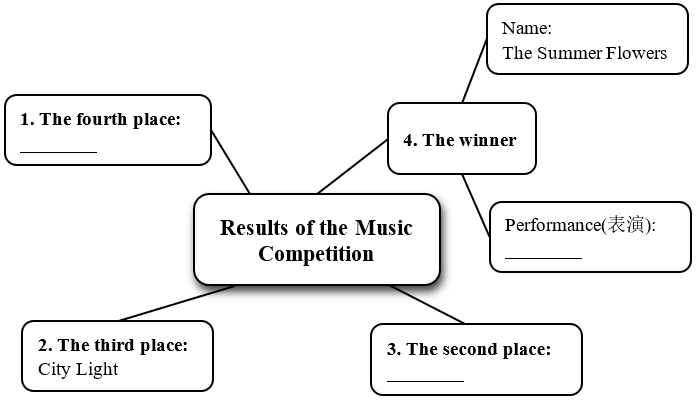 Name:
The Summer Flowers
1. The fourth place:
________
4. The winner
Results of the Music
Competition
Performance(表演):
________
2. The third place:
City Light
3. The second place:
________